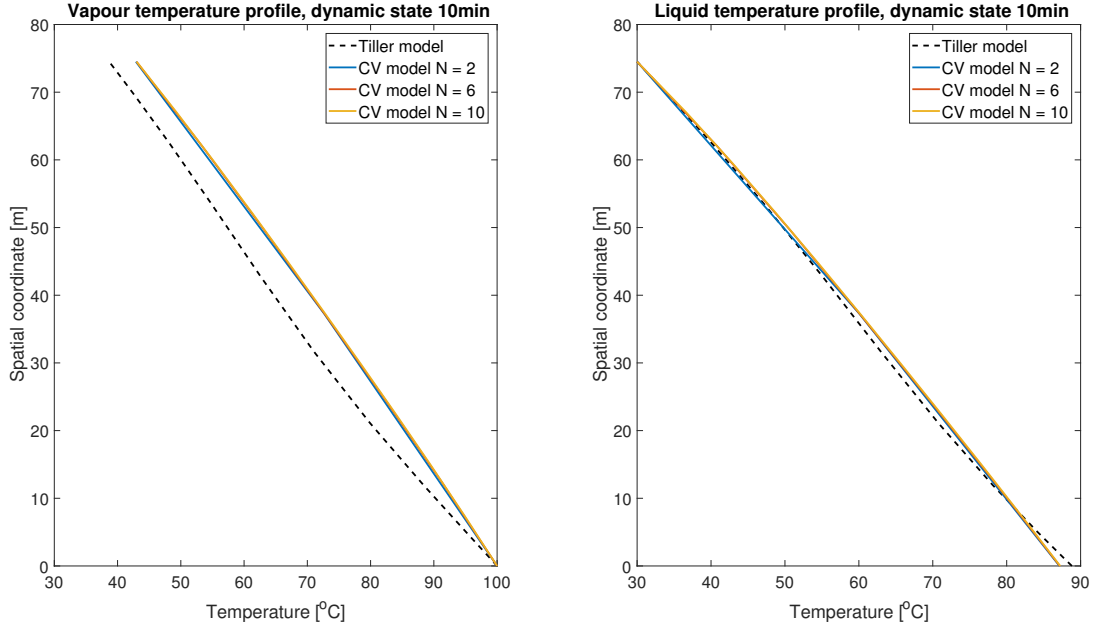 Vapour temperature profile, dynamic state 10min
80
70
60
50
40
30
20
10
0
Spatial coordinate [m]
Tiller model
CV model N = 2
CV model N = 6
CV model N = 10
30 40 50 60 70 80 90 100
Temperature [°C]
Liquid temperature profile, dynamic state 10min
80
70
60
50
40
30
20
10
0
Spatial coordinate [m]
Tiller model
CV model N = 2
CV model N = 6
CV model N = 10
30 40 50 60 70 80 90
Temperature [°C]